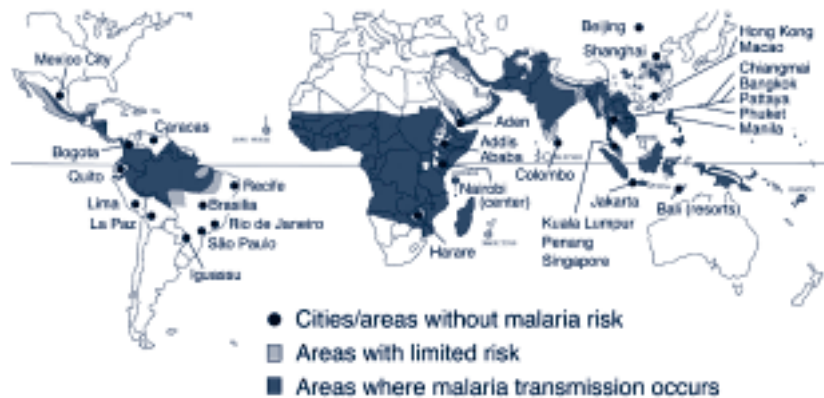 Beijing
Shanghai
Hong Kong
Macao
Mexico City
Chiangmai
Bangkok
Pattaya
Phuket
Manila
Caracas
Aden
Bogota
Addis
Ababa
Quito
Recife
Colombo
Nairobi
(center)
Lima
Brasilia
Jakarta
Bali (resorts)
La Paz
Rio de Janeiro
Kuala Lumpur
Penang
Singapore
São Paulo
Harare
Iguassu
Cities/areas without malaria risk
Areas with limited risk
Areas where malaria transmission occurs